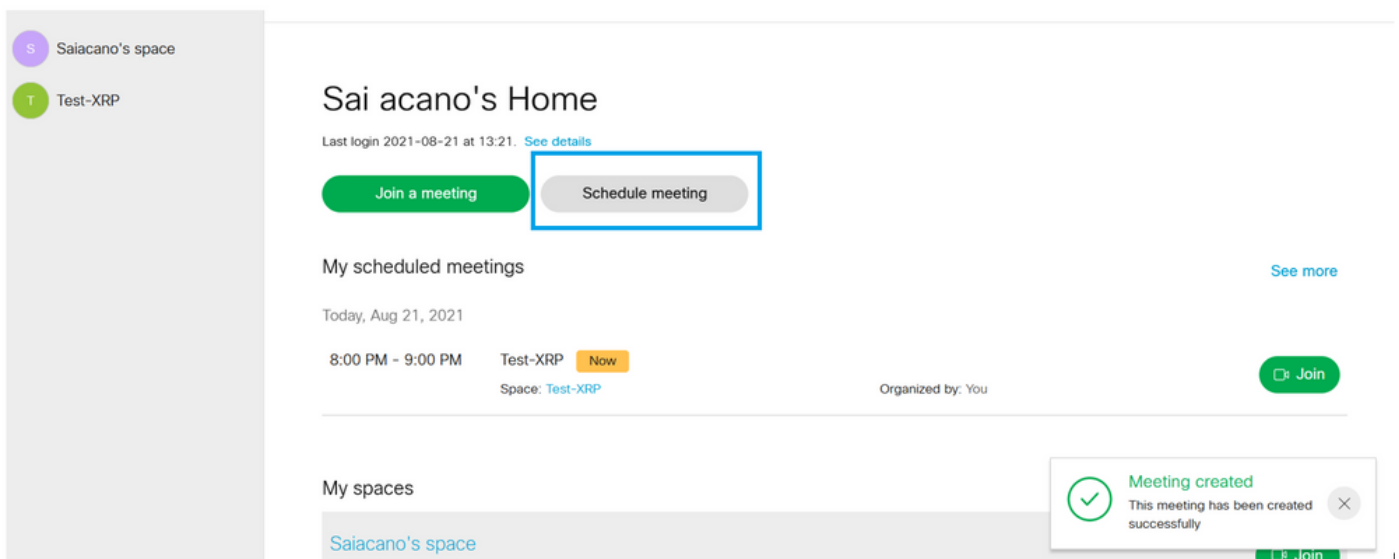 S Saiacano's space
T Test-XRP
Sai acano's Home
Last login 2021-08-21 at 13:21. See details
Join a meeting
Schedule meeting
My scheduled meetings
See more
Today, Aug 21, 2021
8:00 PM - 9:00 PM
Test-XRP
Now
Space: Test-XRP
Organized by: You
Join
My spaces
Saiacano's space
Meeting created
This meeting has been created
successfully
Join